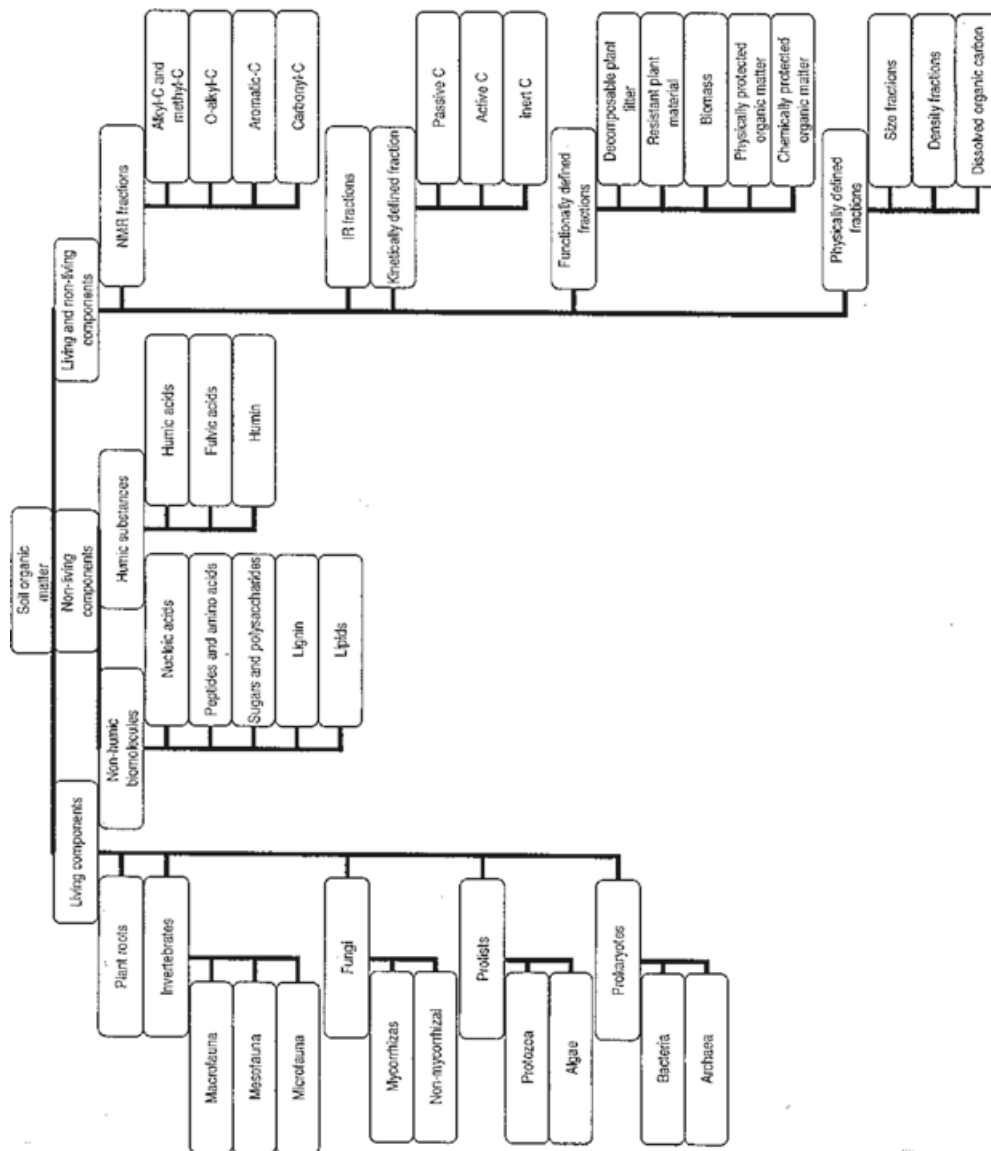 Soil organic
matter
Living components
Plant roots
Invertebrates
Macrofauna
Mesofauna
Microfauna
Fungi
Mycorrhizas
Non-mycorrhizal
Protists
Protozoa
Algae
Prokaryotes
Bacteria
Archaea
Non-living
components
Non-humic
biomolecules
Nucleic acids
Peptides and amino acids
Sugars and polysaccharides
Lignin
Lipids
Humic substances
Humic acids
Fulvic acids
Humin
Living and non-living
components
NMR fractions
Alkyl-C and
methyl-C
O-alkyl-C
Aromatic-C
Carbonyl-C
IR fractions
Kinetically defined fraction
Passive C
Active C
Inert C
Functionally defined
fractions
Decomposable plant
litter
Resistant plant
material
Biomass
Physically protected
organic matter
Chemically protected
organic matter
Physically defined
fractions
Size fractions
Density fractions
Dissolved organic carbon